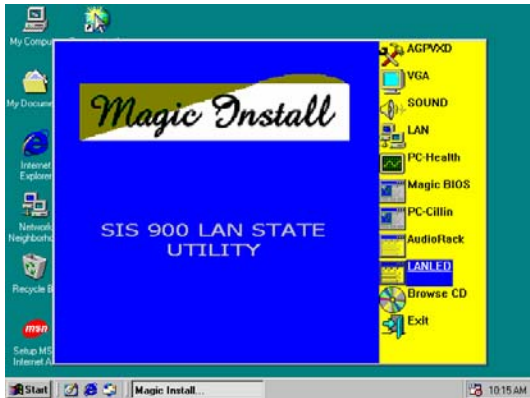 My Compu
My Docume
Internet
Explorer
Network
Neighborho
Recycle B
msn
Setup MS
Internet A
Magic Install
SIS 900 LAN STATE
UTILITY
AGPVXD
VGA
SOUND
LAN
PC-Health
Magic BIOS
PC-Cillin
AudioRack
LANLED
Browse CD
Exit
Start
Magic Install...
10:15 AM